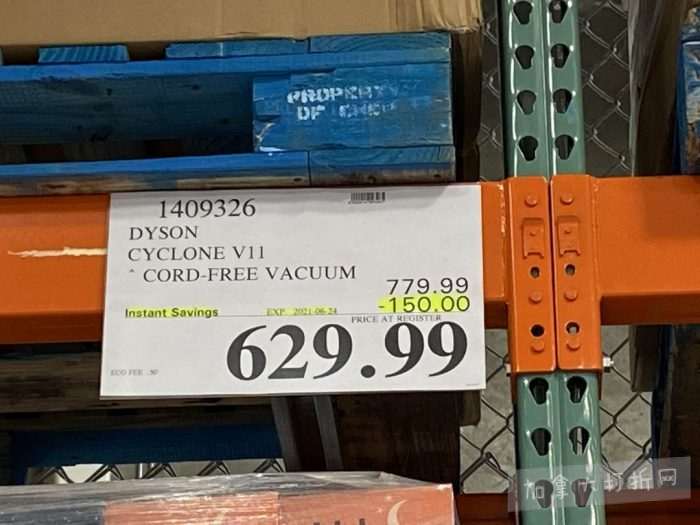 PROPERTY
OF CHEP
1409326
DYSON
CYCLONE V11
^ CORD-FREE VACUUM
779.99
Instant Savings EXP. 2021-06-24 -150.00
PRICE AT REGISTER
629.99
ECO FEE .50
加拿大打折网